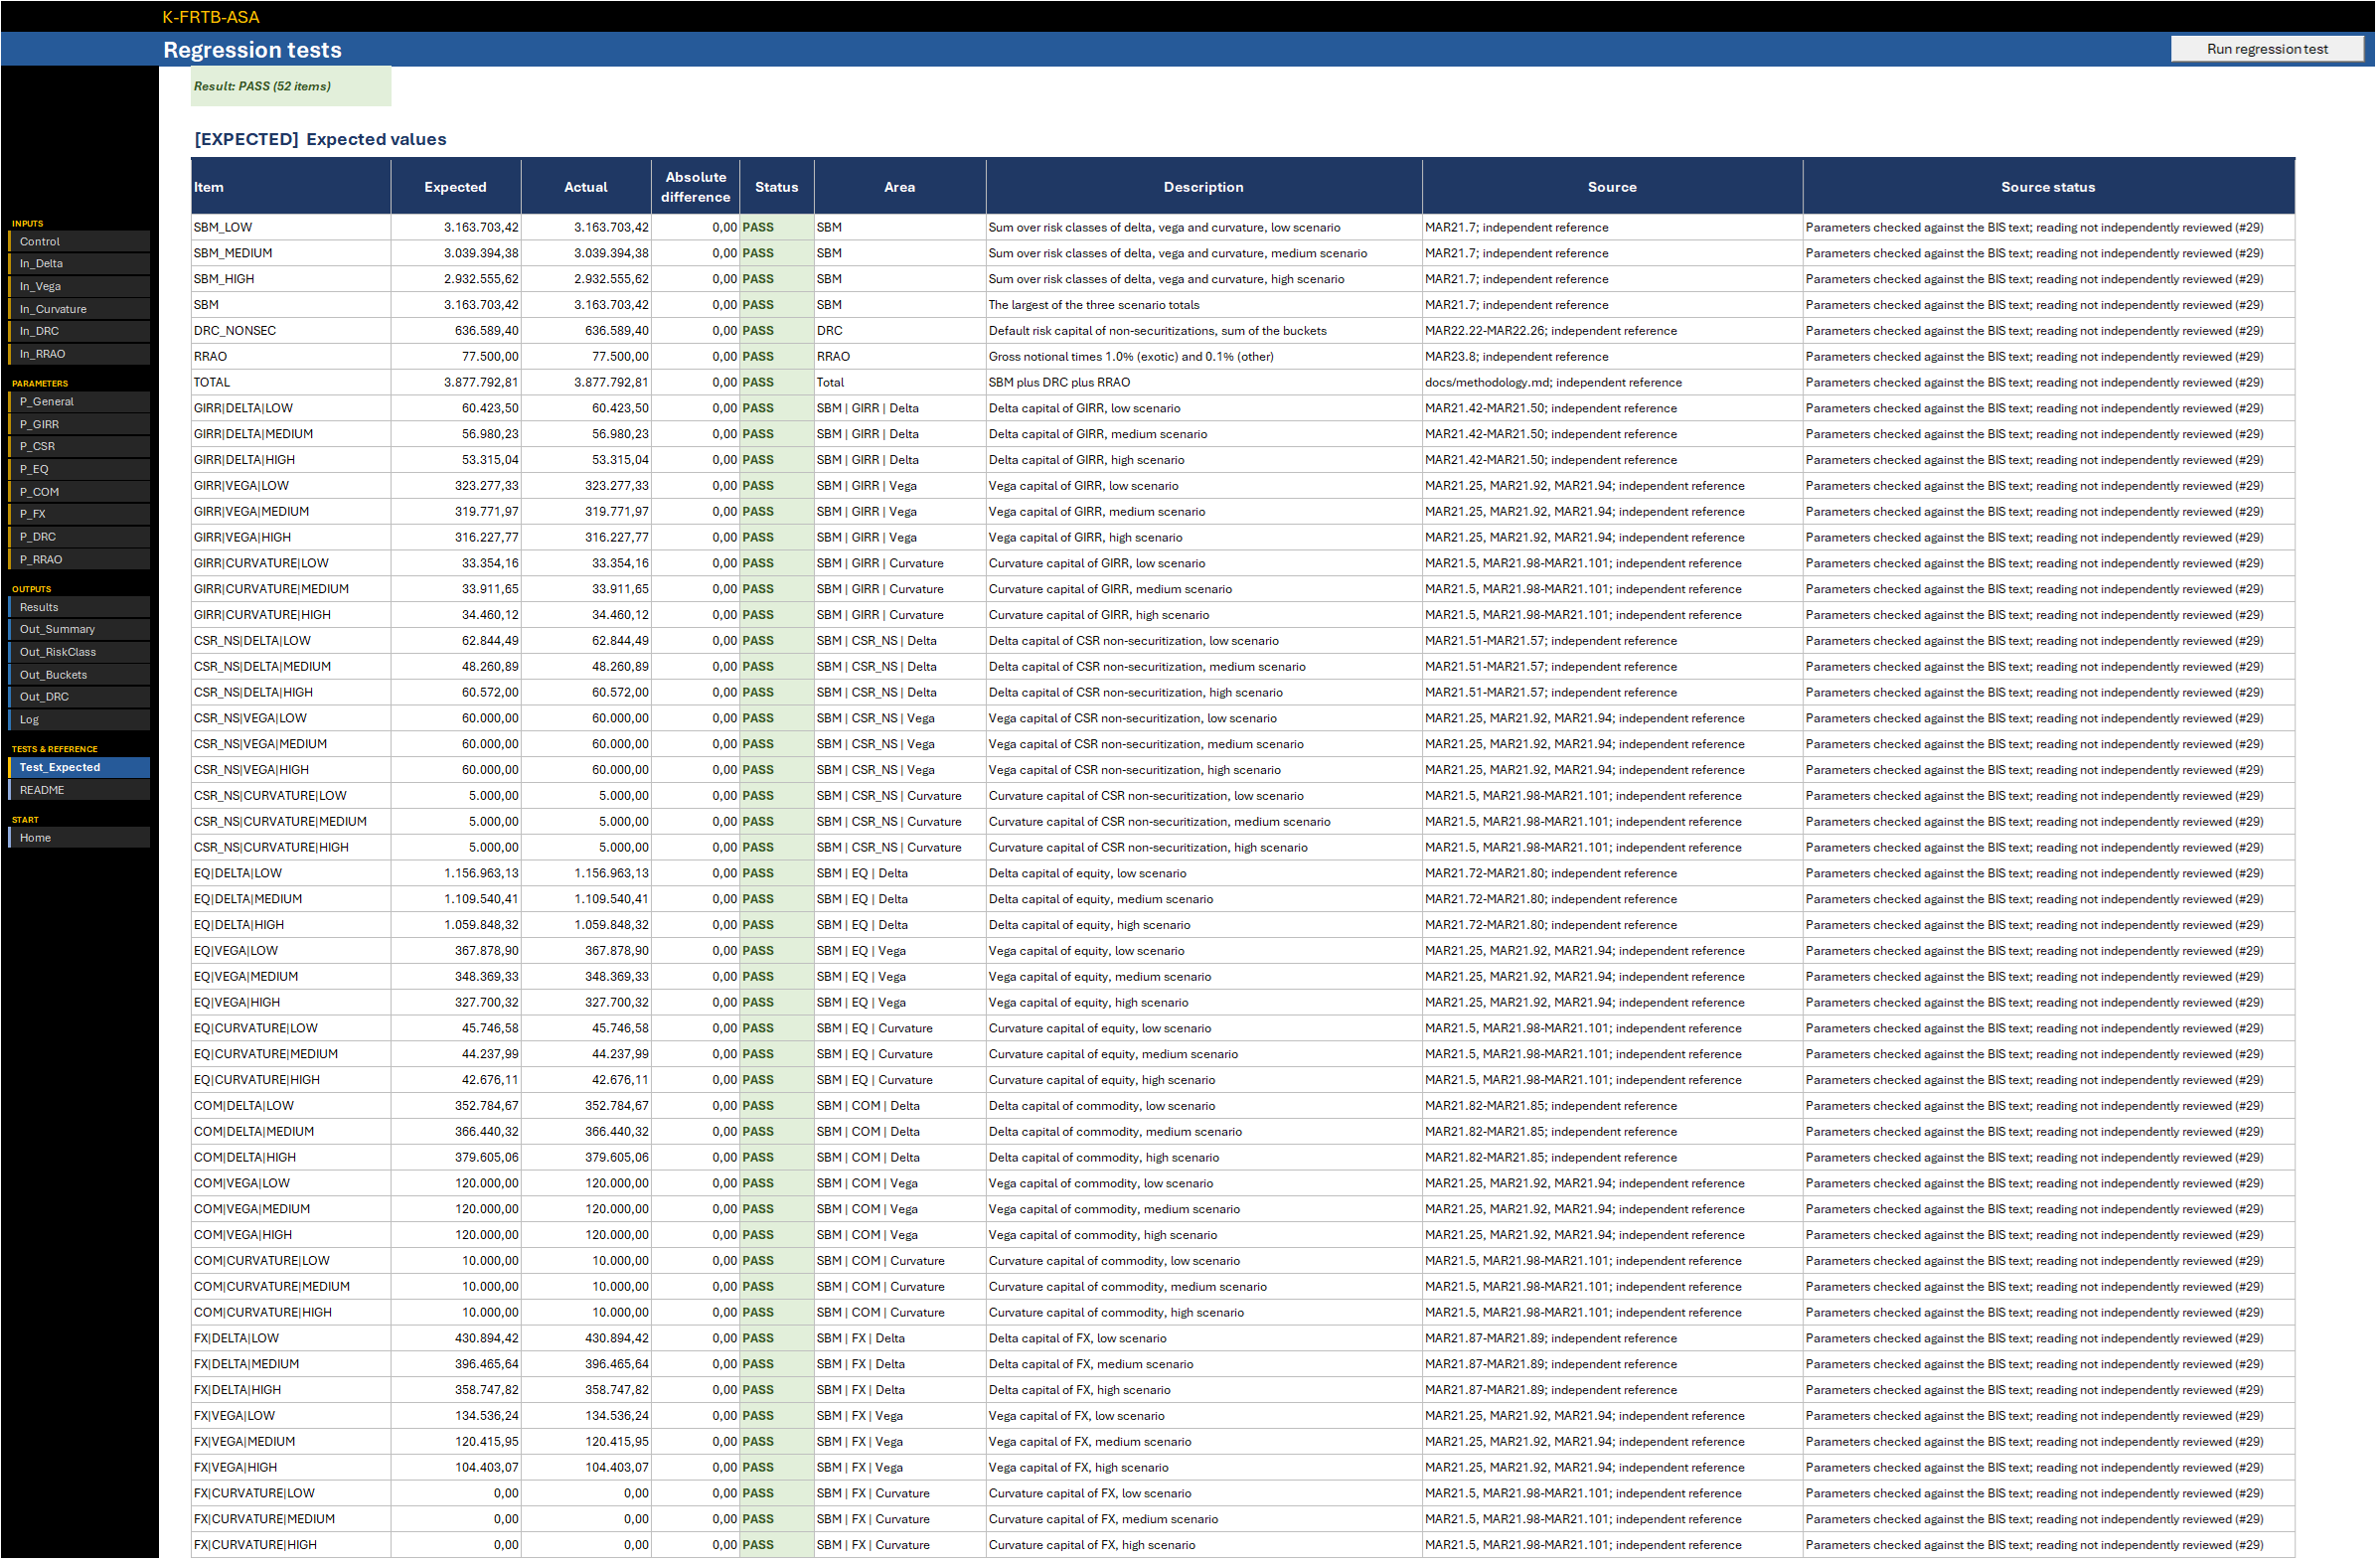 K-FRTB-ASA
Regression tests
Run regression test
Result: PASS (52 items)
[EXPECTED] Expected values
INPUTS
Control
In_Delta
In_Vega
In_Curvature
In_DRC
In_RRAO
PARAMETERS
P_General
P_GIRR
P_CSR
P_EQ
P_COM
P_FX
P_DRC
P_RRAO
OUTPUTS
Results
Out_Summary
Out_RiskClass
Out_Buckets
Out_DRC
Log
TESTS & REFERENCE
Test_Expected
README
START
Home
Item Expected Actual Absolute difference Status Area Description Source Source status
SBM_LOW 3.163.703,42 3.163.703,42 0,00 PASS SBM Sum over risk classes of delta, vega and curvature, low scenario MAR21.7; independent reference Parameters checked against the BIS text; reading not independently reviewed (#29)
SBM_MEDIUM 3.039.394,38 3.039.394,38 0,00 PASS SBM Sum over risk classes of delta, vega and curvature, medium scenario MAR21.7; independent reference Parameters checked against the BIS text; reading not independently reviewed (#29)
SBM_HIGH 2.932.555,62 2.932.555,62 0,00 PASS SBM Sum over risk classes of delta, vega and curvature, high scenario MAR21.7; independent reference Parameters checked against the BIS text; reading not independently reviewed (#29)
SBM 3.163.703,42 3.163.703,42 0,00 PASS SBM The largest of the three scenario totals MAR21.7; independent reference Parameters checked against the BIS text; reading not independently reviewed (#29)
DRC_NONSEC 636.589,40 636.589,40 0,00 PASS DRC Default risk capital of non-securitizations, sum of the buckets MAR22.22-MAR22.26; independent reference Parameters checked against the BIS text; reading not independently reviewed (#29)
RRAO 77.500,00 77.500,00 0,00 PASS RRAO Gross notional times 1.0% (exotic) and 0.1% (other) MAR23.8; independent reference Parameters checked against the BIS text; reading not independently reviewed (#29)
TOTAL 3.877.792,81 3.877.792,81 0,00 PASS Total SBM plus DRC plus RRAO docs/methodology.md; independent reference Parameters checked against the BIS text; reading not independently reviewed (#29)
GIRR|DELTA|LOW 60.423,50 60.423,50 0,00 PASS SBM | GIRR | Delta Delta capital of GIRR, low scenario MAR21.42-MAR21.50; independent reference Parameters checked against the BIS text; reading not independently reviewed (#29)
GIRR|DELTA|MEDIUM 56.980,23 56.980,23 0,00 PASS SBM | GIRR | Delta Delta capital of GIRR, medium scenario MAR21.42-MAR21.50; independent reference Parameters checked against the BIS text; reading not independently reviewed (#29)
GIRR|DELTA|HIGH 53.315,04 53.315,04 0,00 PASS SBM | GIRR | Delta Delta capital of GIRR, high scenario MAR21.42-MAR21.50; independent reference Parameters checked against the BIS text; reading not independently reviewed (#29)
GIRR|VEGA|LOW 323.277,33 323.277,33 0,00 PASS SBM | GIRR | Vega Vega capital of GIRR, low scenario MAR21.25, MAR21.92, MAR21.94; independent reference Parameters checked against the BIS text; reading not independently reviewed (#29)
GIRR|VEGA|MEDIUM 319.771,97 319.771,97 0,00 PASS SBM | GIRR | Vega Vega capital of GIRR, medium scenario MAR21.25, MAR21.92, MAR21.94; independent reference Parameters checked against the BIS text; reading not independently reviewed (#29)
GIRR|VEGA|HIGH 316.227,77 316.227,77 0,00 PASS SBM | GIRR | Vega Vega capital of GIRR, high scenario MAR21.25, MAR21.92, MAR21.94; independent reference Parameters checked against the BIS text; reading not independently reviewed (#29)
GIRR|CURVATURE|LOW 33.354,16 33.354,16 0,00 PASS SBM | GIRR | Curvature Curvature capital of GIRR, low scenario MAR21.5, MAR21.98-MAR21.101; independent reference Parameters checked against the BIS text; reading not independently reviewed (#29)
GIRR|CURVATURE|MEDIUM 33.911,65 33.911,65 0,00 PASS SBM | GIRR | Curvature Curvature capital of GIRR, medium scenario MAR21.5, MAR21.98-MAR21.101; independent reference Parameters checked against the BIS text; reading not independently reviewed (#29)
GIRR|CURVATURE|HIGH 34.460,12 34.460,12 0,00 PASS SBM | GIRR | Curvature Curvature capital of GIRR, high scenario MAR21.5, MAR21.98-MAR21.101; independent reference Parameters checked against the BIS text; reading not independently reviewed (#29)
CSR_NS|DELTA|LOW 62.844,49 62.844,49 0,00 PASS SBM | CSR_NS | Delta Delta capital of CSR non-securitization, low scenario MAR21.51-MAR21.57; independent reference Parameters checked against the BIS text; reading not independently reviewed (#29)
CSR_NS|DELTA|MEDIUM 48.260,89 48.260,89 0,00 PASS SBM | CSR_NS | Delta Delta capital of CSR non-securitization, medium scenario MAR21.51-MAR21.57; independent reference Parameters checked against the BIS text; reading not independently reviewed (#29)
CSR_NS|DELTA|HIGH 60.572,00 60.572,00 0,00 PASS SBM | CSR_NS | Delta Delta capital of CSR non-securitization, high scenario MAR21.51-MAR21.57; independent reference Parameters checked against the BIS text; reading not independently reviewed (#29)
CSR_NS|VEGA|LOW 60.000,00 60.000,00 0,00 PASS SBM | CSR_NS | Vega Vega capital of CSR non-securitization, low scenario MAR21.25, MAR21.92, MAR21.94; independent reference Parameters checked against the BIS text; reading not independently reviewed (#29)
CSR_NS|VEGA|MEDIUM 60.000,00 60.000,00 0,00 PASS SBM | CSR_NS | Vega Vega capital of CSR non-securitization, medium scenario MAR21.25, MAR21.92, MAR21.94; independent reference Parameters checked against the BIS text; reading not independently reviewed (#29)
CSR_NS|VEGA|HIGH 60.000,00 60.000,00 0,00 PASS SBM | CSR_NS | Vega Vega capital of CSR non-securitization, high scenario MAR21.25, MAR21.92, MAR21.94; independent reference Parameters checked against the BIS text; reading not independently reviewed (#29)
CSR_NS|CURVATURE|LOW 5.000,00 5.000,00 0,00 PASS SBM | CSR_NS | Curvature Curvature capital of CSR non-securitization, low scenario MAR21.5, MAR21.98-MAR21.101; independent reference Parameters checked against the BIS text; reading not independently reviewed (#29)
CSR_NS|CURVATURE|MEDIUM 5.000,00 5.000,00 0,00 PASS SBM | CSR_NS | Curvature Curvature capital of CSR non-securitization, medium scenario MAR21.5, MAR21.98-MAR21.101; independent reference Parameters checked against the BIS text; reading not independently reviewed (#29)
CSR_NS|CURVATURE|HIGH 5.000,00 5.000,00 0,00 PASS SBM | CSR_NS | Curvature Curvature capital of CSR non-securitization, high scenario MAR21.5, MAR21.98-MAR21.101; independent reference Parameters checked against the BIS text; reading not independently reviewed (#29)
EQ|DELTA|LOW 1.156.963,13 1.156.963,13 0,00 PASS SBM | EQ | Delta Delta capital of equity, low scenario MAR21.72-MAR21.80; independent reference Parameters checked against the BIS text; reading not independently reviewed (#29)
EQ|DELTA|MEDIUM 1.109.540,41 1.109.540,41 0,00 PASS SBM | EQ | Delta Delta capital of equity, medium scenario MAR21.72-MAR21.80; independent reference Parameters checked against the BIS text; reading not independently reviewed (#29)
EQ|DELTA|HIGH 1.059.848,32 1.059.848,32 0,00 PASS SBM | EQ | Delta Delta capital of equity, high scenario MAR21.72-MAR21.80; independent reference Parameters checked against the BIS text; reading not independently reviewed (#29)
EQ|VEGA|LOW 367.878,90 367.878,90 0,00 PASS SBM | EQ | Vega Vega capital of equity, low scenario MAR21.25, MAR21.92, MAR21.94; independent reference Parameters checked against the BIS text; reading not independently reviewed (#29)
EQ|VEGA|MEDIUM 348.369,33 348.369,33 0,00 PASS SBM | EQ | Vega Vega capital of equity, medium scenario MAR21.25, MAR21.92, MAR21.94; independent reference Parameters checked against the BIS text; reading not independently reviewed (#29)
EQ|VEGA|HIGH 327.700,32 327.700,32 0,00 PASS SBM | EQ | Vega Vega capital of equity, high scenario MAR21.25, MAR21.92, MAR21.94; independent reference Parameters checked against the BIS text; reading not independently reviewed (#29)
EQ|CURVATURE|LOW 45.746,58 45.746,58 0,00 PASS SBM | EQ | Curvature Curvature capital of equity, low scenario MAR21.5, MAR21.98-MAR21.101; independent reference Parameters checked against the BIS text; reading not independently reviewed (#29)
EQ|CURVATURE|MEDIUM 44.237,99 44.237,99 0,00 PASS SBM | EQ | Curvature Curvature capital of equity, medium scenario MAR21.5, MAR21.98-MAR21.101; independent reference Parameters checked against the BIS text; reading not independently reviewed (#29)
EQ|CURVATURE|HIGH 42.676,11 42.676,11 0,00 PASS SBM | EQ | Curvature Curvature capital of equity, high scenario MAR21.5, MAR21.98-MAR21.101; independent reference Parameters checked against the BIS text; reading not independently reviewed (#29)
COM|DELTA|LOW 352.784,67 352.784,67 0,00 PASS SBM | COM | Delta Delta capital of commodity, low scenario MAR21.82-MAR21.85; independent reference Parameters checked against the BIS text; reading not independently reviewed (#29)
COM|DELTA|MEDIUM 366.440,32 366.440,32 0,00 PASS SBM | COM | Delta Delta capital of commodity, medium scenario MAR21.82-MAR21.85; independent reference Parameters checked against the BIS text; reading not independently reviewed (#29)
COM|DELTA|HIGH 379.605,06 379.605,06 0,00 PASS SBM | COM | Delta Delta capital of commodity, high scenario MAR21.82-MAR21.85; independent reference Parameters checked against the BIS text; reading not independently reviewed (#29)
COM|VEGA|LOW 120.000,00 120.000,00 0,00 PASS SBM | COM | Vega Vega capital of commodity, low scenario MAR21.25, MAR21.92, MAR21.94; independent reference Parameters checked against the BIS text; reading not independently reviewed (#29)
COM|VEGA|MEDIUM 120.000,00 120.000,00 0,00 PASS SBM | COM | Vega Vega capital of commodity, medium scenario MAR21.25, MAR21.92, MAR21.94; independent reference Parameters checked against the BIS text; reading not independently reviewed (#29)
COM|VEGA|HIGH 120.000,00 120.000,00 0,00 PASS SBM | COM | Vega Vega capital of commodity, high scenario MAR21.25, MAR21.92, MAR21.94; independent reference Parameters checked against the BIS text; reading not independently reviewed (#29)
COM|CURVATURE|LOW 10.000,00 10.000,00 0,00 PASS SBM | COM | Curvature Curvature capital of commodity, low scenario MAR21.5, MAR21.98-MAR21.101; independent reference Parameters checked against the BIS text; reading not independently reviewed (#29)
COM|CURVATURE|MEDIUM 10.000,00 10.000,00 0,00 PASS SBM | COM | Curvature Curvature capital of commodity, medium scenario MAR21.5, MAR21.98-MAR21.101; independent reference Parameters checked against the BIS text; reading not independently reviewed (#29)
COM|CURVATURE|HIGH 10.000,00 10.000,00 0,00 PASS SBM | COM | Curvature Curvature capital of commodity, high scenario MAR21.5, MAR21.98-MAR21.101; independent reference Parameters checked against the BIS text; reading not independently reviewed (#29)
FX|DELTA|LOW 430.894,42 430.894,42 0,00 PASS SBM | FX | Delta Delta capital of FX, low scenario MAR21.87-MAR21.89; independent reference Parameters checked against the BIS text; reading not independently reviewed (#29)
FX|DELTA|MEDIUM 396.465,64 396.465,64 0,00 PASS SBM | FX | Delta Delta capital of FX, medium scenario MAR21.87-MAR21.89; independent reference Parameters checked against the BIS text; reading not independently reviewed (#29)
FX|DELTA|HIGH 358.747,82 358.747,82 0,00 PASS SBM | FX | Delta Delta capital of FX, high scenario MAR21.87-MAR21.89; independent reference Parameters checked against the BIS text; reading not independently reviewed (#29)
FX|VEGA|LOW 134.536,24 134.536,24 0,00 PASS SBM | FX | Vega Vega capital of FX, low scenario MAR21.25, MAR21.92, MAR21.94; independent reference Parameters checked against the BIS text; reading not independently reviewed (#29)
FX|VEGA|MEDIUM 120.415,95 120.415,95 0,00 PASS SBM | FX | Vega Vega capital of FX, medium scenario MAR21.25, MAR21.92, MAR21.94; independent reference Parameters checked against the BIS text; reading not independently reviewed (#29)
FX|VEGA|HIGH 104.403,07 104.403,07 0,00 PASS SBM | FX | Vega Vega capital of FX, high scenario MAR21.25, MAR21.92, MAR21.94; independent reference Parameters checked against the BIS text; reading not independently reviewed (#29)
FX|CURVATURE|LOW 0,00 0,00 0,00 PASS SBM | FX | Curvature Curvature capital of FX, low scenario MAR21.5, MAR21.98-MAR21.101; independent reference Parameters checked against the BIS text; reading not independently reviewed (#29)
FX|CURVATURE|MEDIUM 0,00 0,00 0,00 PASS SBM | FX | Curvature Curvature capital of FX, medium scenario MAR21.5, MAR21.98-MAR21.101; independent reference Parameters checked against the BIS text; reading not independently reviewed (#29)
FX|CURVATURE|HIGH 0,00 0,00 0,00 PASS SBM | FX | Curvature Curvature capital of FX, high scenario MAR21.5, MAR21.98-MAR21.101; independent reference Parameters checked against the BIS text; reading not independently reviewed (#29)